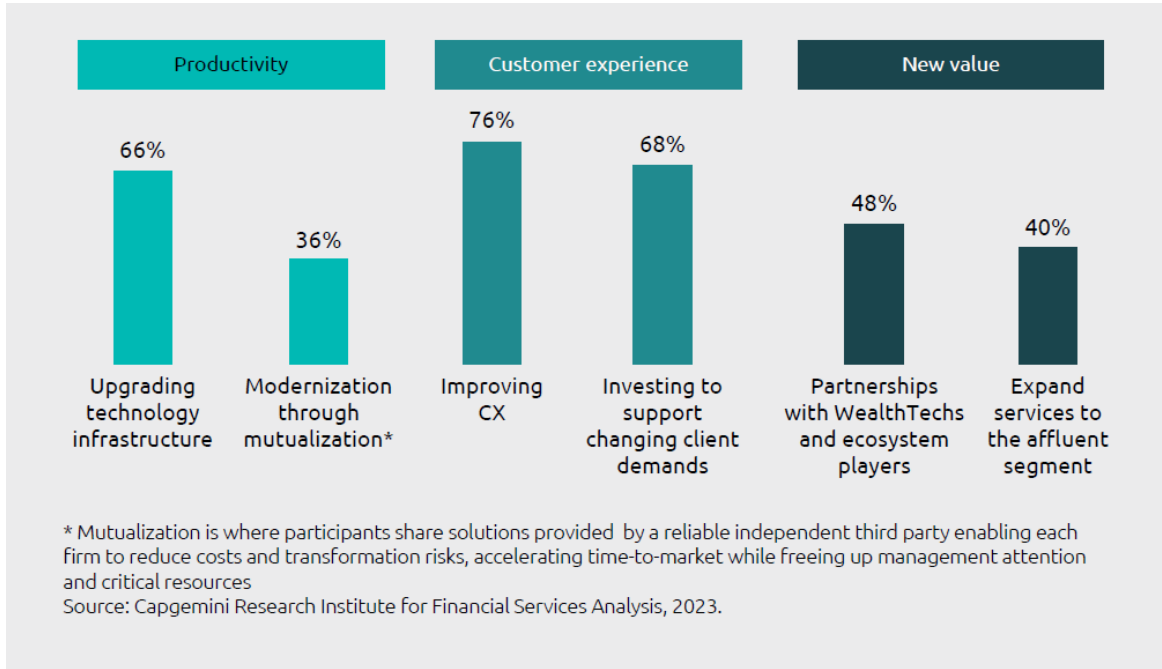 Productivity
Customer experience
New value
66%
36%
76%
68%
48%
40%
Upgrading
technology
infrastructure
Modernization
through
mutualization*
Improving
CX
Investing to
support
changing client
demands
Partnerships
with WealthTechs
and ecosystem
players
Expand
services to
the affluent
segment
* Mutualization is where participants share solutions provided  by a reliable independent third party enabling each
firm to reduce costs and transformation risks, accelerating time-to-market while freeing up management attention
and critical resources
Source: Capgemini Research Institute for Financial Services Analysis, 2023.